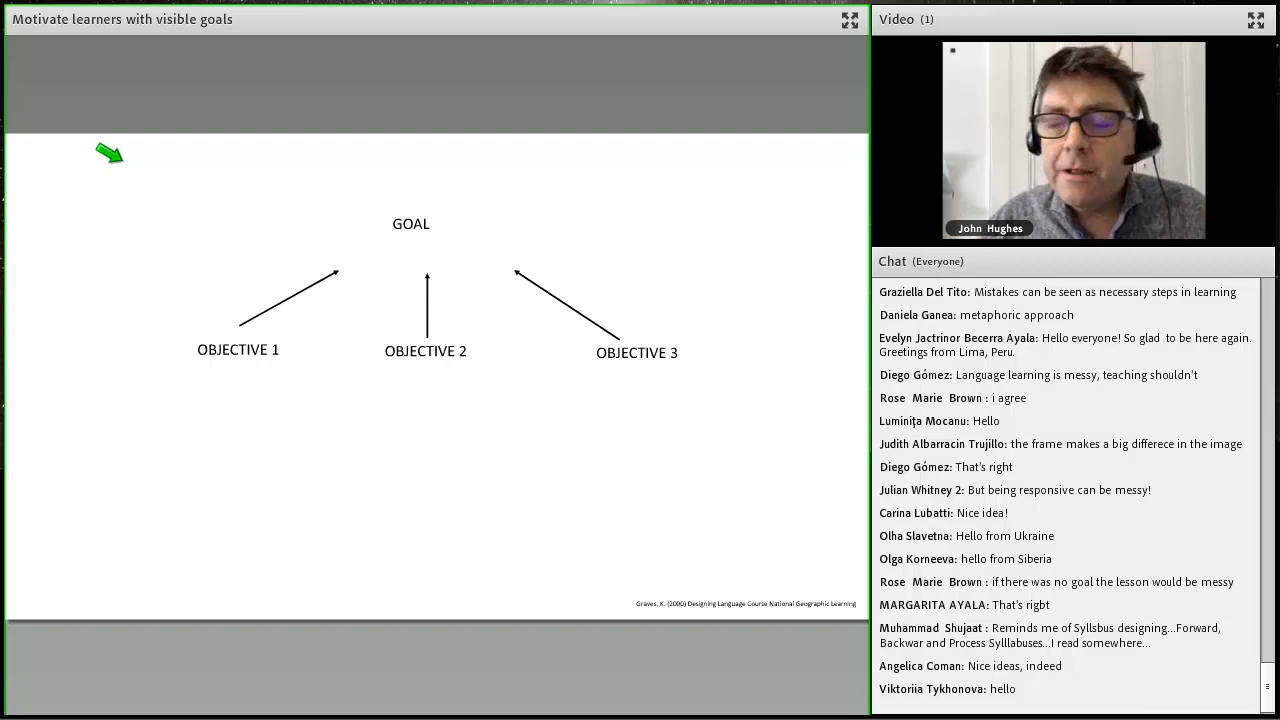 Motivate learners with visible goals
GOAL
OBJECTIVE 1
OBJECTIVE 2
OBJECTIVE 3
Graves, K. (2000) Designing Language Course National Geographic Learning
Video (1)
John Hughes
Chat (Everyone)
Graziella Del Tito: Mistakes can be seen as necessary steps in learning
Daniela Ganea: metaphoric approach
Evelyn Jactrinor Becerra Ayala: Hello everyone! So glad to be here again.
Greetings from Lima, Peru.
Diego Gómez: Language learning is messy, teaching shouldn't
Rose Marie Brown : i agree
Luminiţa Mocanu: Hello
Judith Albarracin Trujillo: the frame makes a big differece in the image
Diego Gómez: That's right
Julian Whitney 2: But being responsive can be messy!
Carina Lubatti: Nice idea!
Olha Slavetna: Hello from Ukraine
Olga Korneeva: hello from Siberia
Rose Marie Brown : if there was no goal the lesson would be messy
MARGARITA AYALA: That's rigbt
Muhammad Shujaat : Reminds me of Syllsbus designing...Forward,
Backwar and Process Sylllabuses...I read somewhere...
Angelica Coman: Nice ideas, indeed
Viktoriia Tykhonova: hello